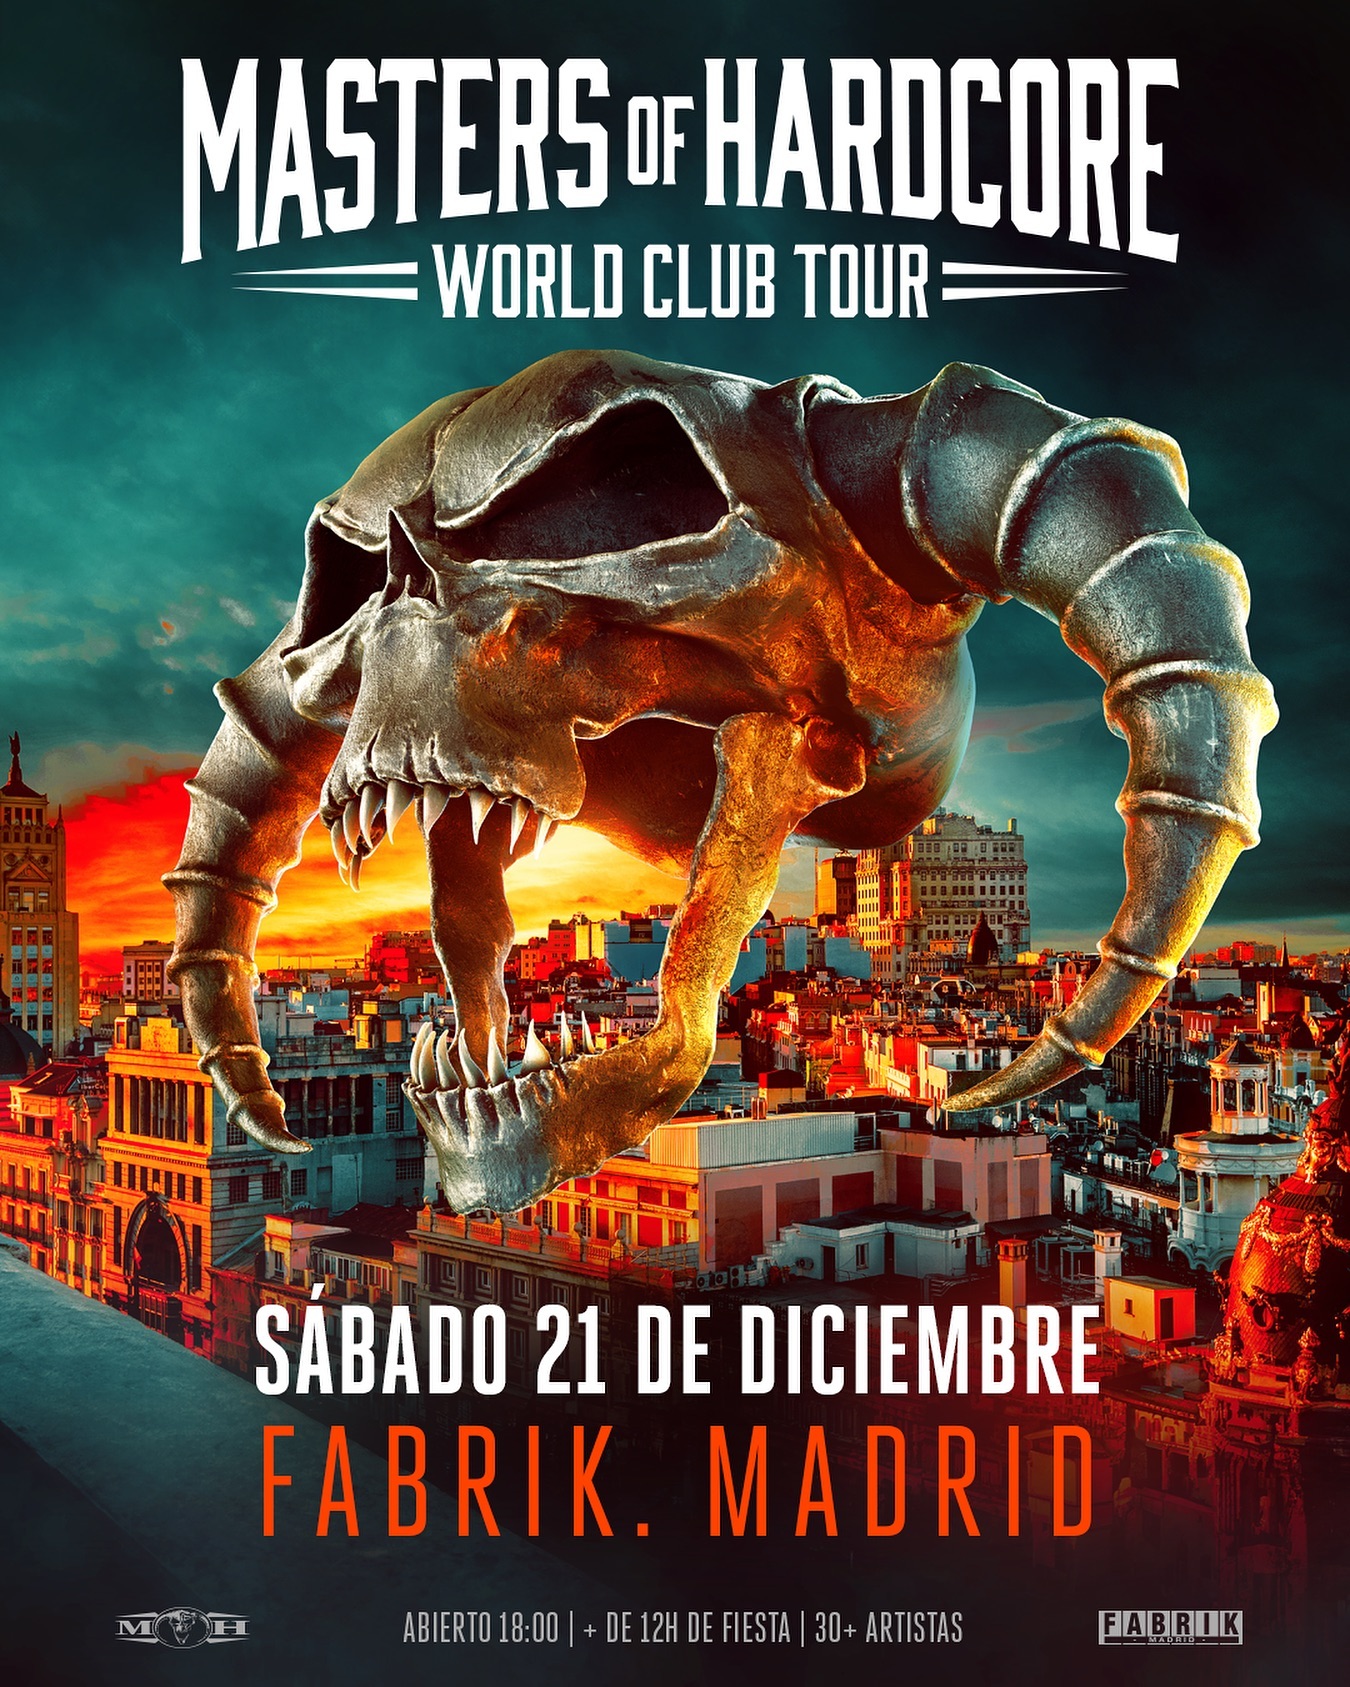 MASTERS OF HARDCORE
WORLD CLUB TOUR
SÁBADO 21 DE DICIEMBRE
FABRIK. MADRID
M H
ABIERTO 18:00 | + DE 12H DE FIESTA | 30+ ARTISTAS
FABRIK
- MADRID -